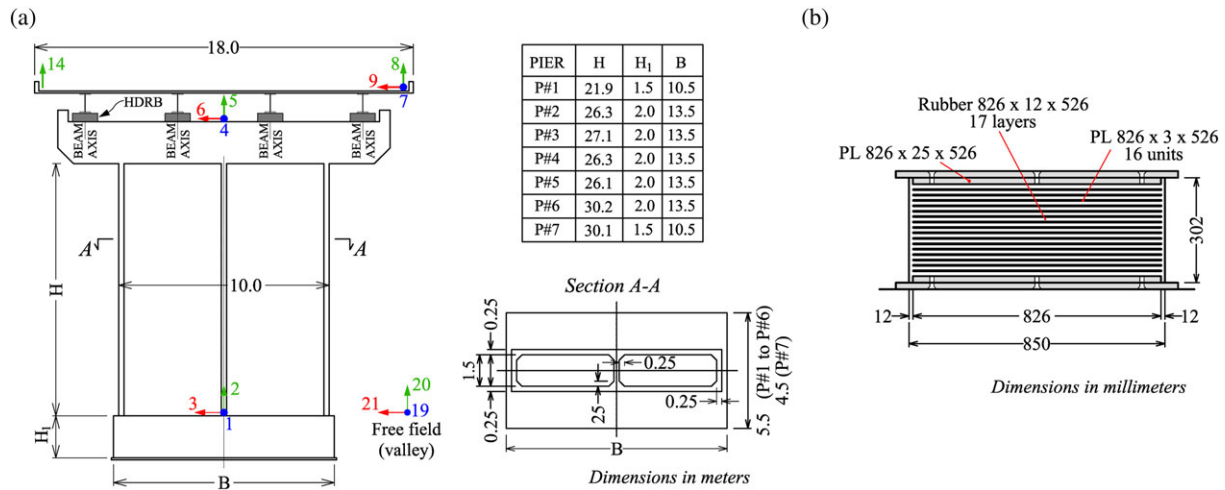 (a)
18.0
14
8
9
7
HDRB
5
6
4
BEAM
AXIS
BEAM
AXIS
BEAM
AXIS
BEAM
AXIS
A
A
H
10.0
2
3
1
H1
B
20
21
19
Free field
(valley)
PIER H H1 B
P#1 21.9 1.5 10.5
P#2 26.3 2.0 13.5
P#3 27.1 2.0 13.5
P#4 26.3 2.0 13.5
P#5 26.1 2.0 13.5
P#6 30.2 2.0 13.5
P#7 30.1 1.5 10.5
Section A-A
0.25
1.5
0.25
0.25
25
0.25
5.5 (P#1 to P#6)
4.5 (P#7)
B
Dimensions in meters
(b)
Rubber 826 x 12 x 526
17 layers
PL 826 x 25 x 526
PL 826 x 3 x 526
16 units
302
12
826
12
850
Dimensions in millimeters